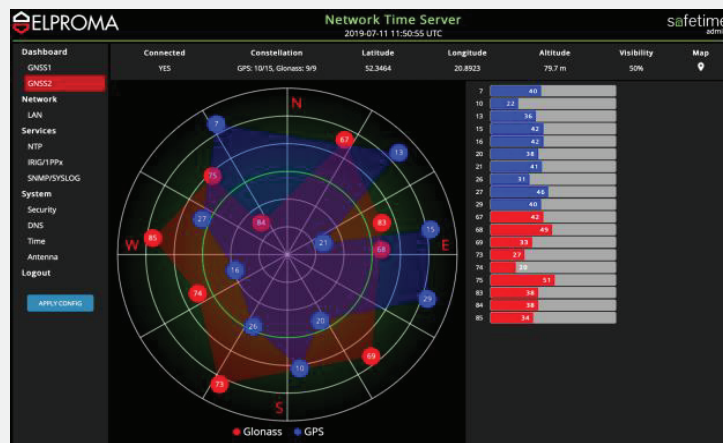 ELPROMA
Network Time Server
2019-07-11 11:50:55 UTC
safetime
admin
Dashboard
GNSS1
GNSS2
Network
LAN
Services
NTP
IRIG/1PPx
SNMP/SYSLOG
System
Security
DNS
Time
Antenna
Logout
APPLY CONFIG
Connected Constellation Latitude Longitude Altitude Visibility Map
YES GPS: 10/15, Glonass: 9/9 52.3464 20.8923 79.7 m 50%
N
7
67
13
75
27
84
83
15
85
W
21
68
E
16
74
29
26
20
10
69
73
S
Glonass GPS
7 40
10 22
13 36
15 42
16 42
20 38
21 41
26 31
27 46
29 40
67 42
68 49
69 33
73 27
74 20
75 51
83 38
84 38
85 34